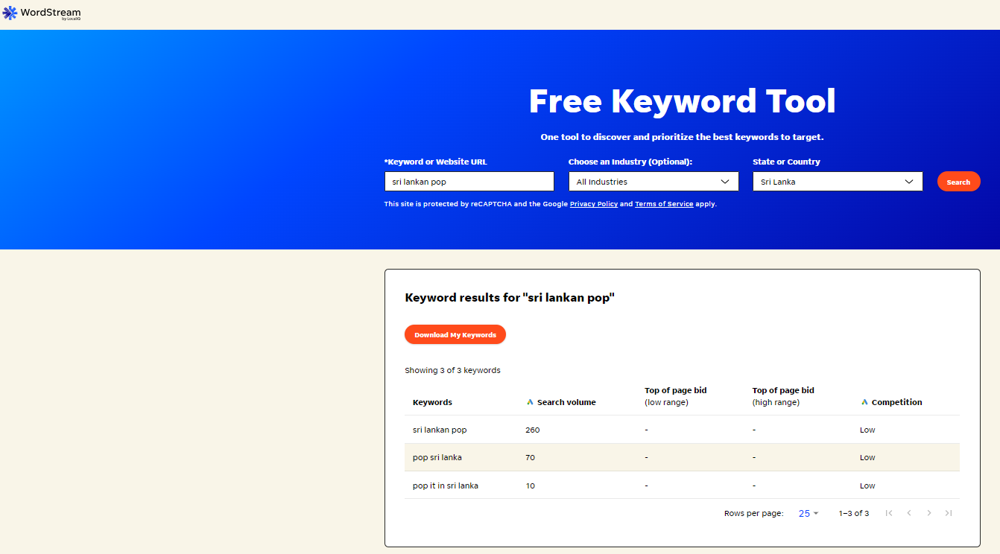 WordStream
by LocaliQ
Free Keyword Tool
One tool to discover and prioritize the best keywords to target.
*Keyword or Website URL
Choose an Industry (Optional):
State or Country
sri lankan pop
All Industries
Sri Lanka
Search
This site is protected by reCAPTCHA and the Google Privacy Policy and Terms of Service apply.
Keyword results for "sri lankan pop"
Download My Keywords
Showing 3 of 3 keywords
Keywords Search volume Top of page bid (low range) Top of page bid (high range) Competition
sri lankan pop 260 - - Low
pop sri lanka 70 - - Low
pop it in sri lanka 10 - - Low
Rows per page: 25 1–3 of 3